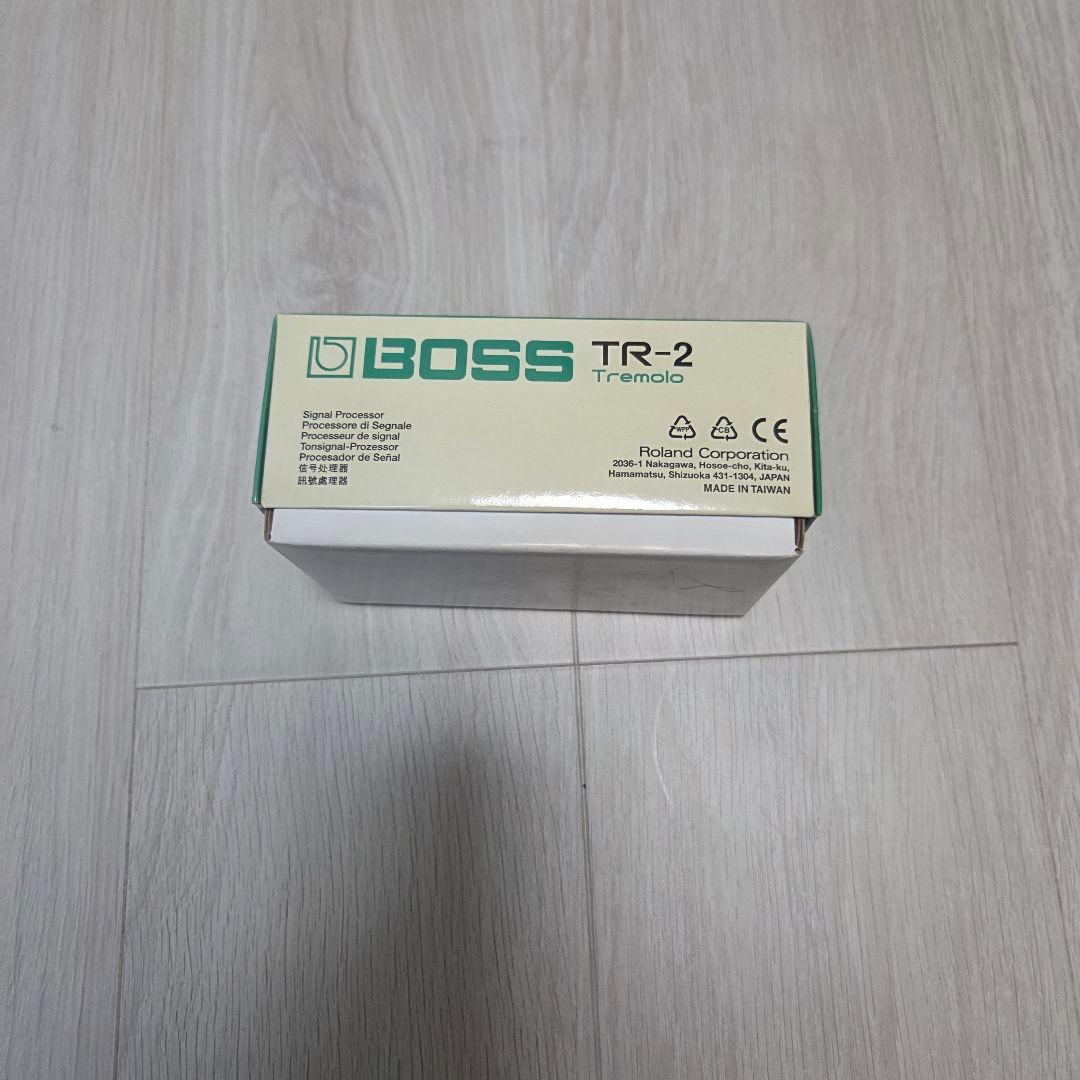 BOSS TR-2
Tremolo
Signal Processor
Processore di Segnale
Processeur de signal
Tonsignal-Prozessor
Procesador de Señal
信号处理器
訊號處理器
WPP CB CE
Roland Corporation
2036-1 Nakagawa, Hosoe-cho, Kita-ku,
Hamamatsu, Shizuoka 431-1304, JAPAN
MADE IN TAIWAN